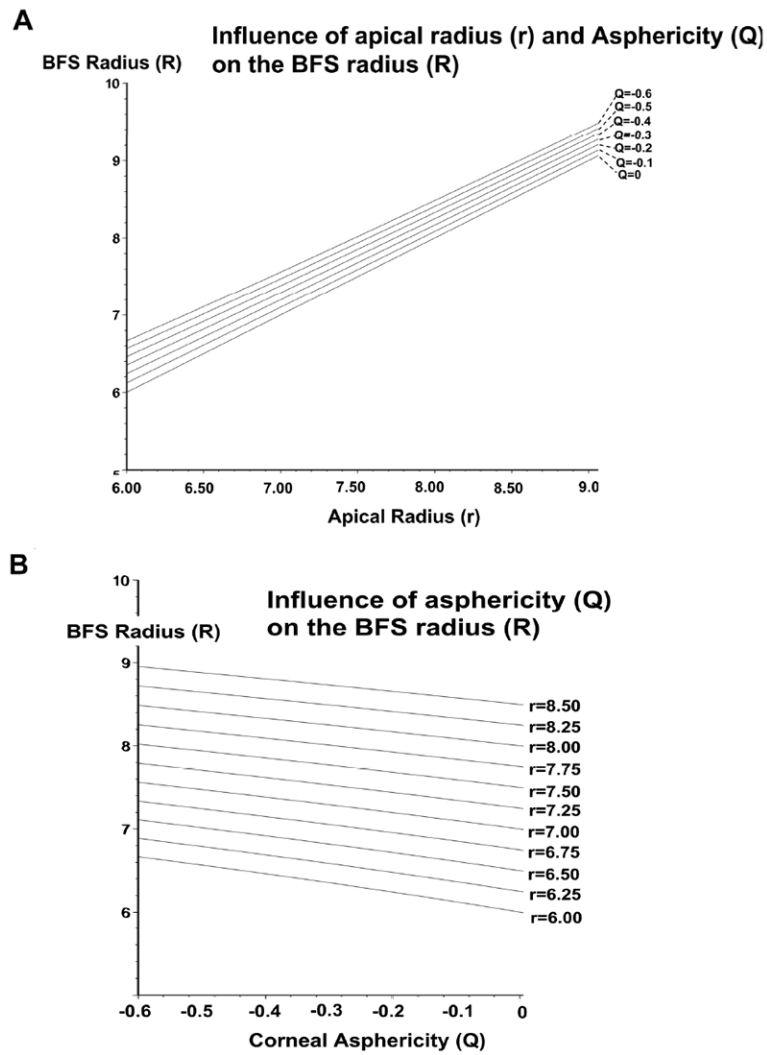 A
Influence of apical radius (r) and Asphericity (Q)
on the BFS radius (R)
BFS Radius (R)
10
9
8
7
6
5
Q=-0.6
Q=-0.5
Q=-0.4
Q=-0.3
Q=-0.2
Q=-0.1
Q=0
6.00 6.50 7.00 7.50 8.00 8.50 9.0
Apical Radius (r)
B
Influence of asphericity (Q)
on the BFS radius (R)
10
BFS Radius (R)
9
8
7
6
r=8.50
r=8.25
r=8.00
r=7.75
r=7.50
r=7.25
r=7.00
r=6.75
r=6.50
r=6.25
r=6.00
-0.6 -0.5 -0.4 -0.3 -0.2 -0.1 0
Corneal Asphericity (Q)